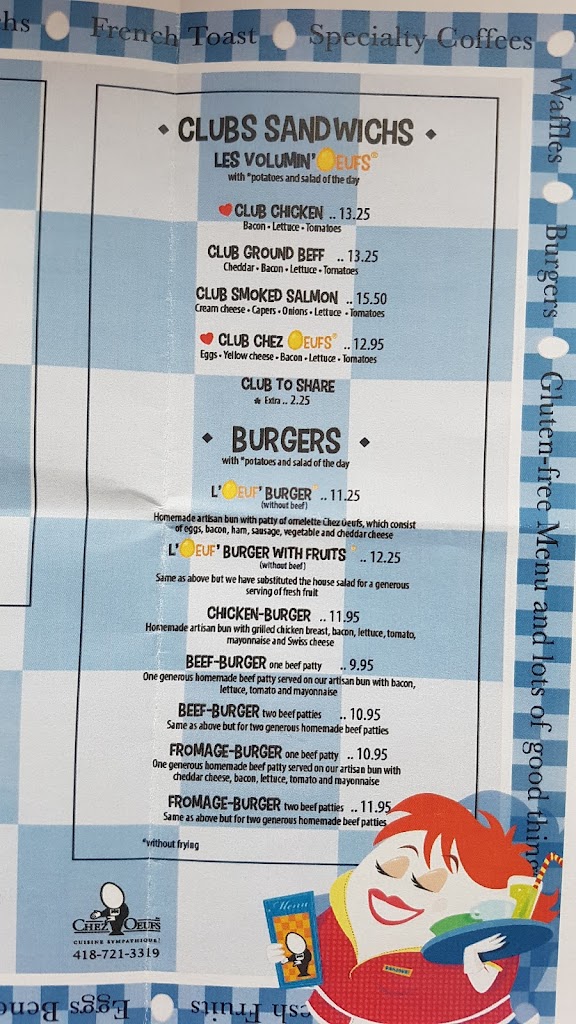 hs French Toast Specialty Coffees
Waffles Burgers Gluten-free Menu and lots of good thing
CLUBS SANDWICHS
LES VOLUMIN'OEUFS®
with *potatoes and salad of the day
CLUB CHICKEN .. 13.25
Bacon • Lettuce • Tomatoes
CLUB GROUND BEFF .. 13.25
Cheddar • Bacon • Lettuce • Tomatoes
CLUB SMOKED SALMON .. 15.50
Cream cheese • Capers • Onions • Lettuce • Tomatoes
CLUB CHEZ OEUFS® .. 12.95
Eggs • Yellow cheese • Bacon • Lettuce • Tomatoes
CLUB TO SHARE
★ Extra .. 2.25
BURGERS
with *potatoes and salad of the day
L'OEUF' BURGER .. 11.25
(without beef)
Homemade artisan bun with patty of omelette Chez Oeufs, which consist
of eggs, bacon, ham, sausage, vegetable and cheddar cheese
L'OEUF' BURGER WITH FRUITS .. 12.25
(without beef)
Same as above but we have substituted the house salad for a generous
serving of fresh fruit
CHICKEN-BURGER .. 11.95
Homemade artisan bun with grilled chicken breast, bacon, lettuce, tomato,
mayonnaise and Swiss cheese
BEEF-BURGER one beef patty .. 9.95
One generous homemade beef patty served on our artisan bun with bacon,
lettuce, tomato and mayonnaise
BEEF-BURGER two beef patties .. 10.95
Same as above but for two generous homemade beef patties
FROMAGE-BURGER one beef patty .. 10.95
One generous homemade beef patty served on our artisan bun with
cheddar cheese, bacon, lettuce, tomato and mayonnaise
FROMAGE-BURGER two beef patties .. 11.95
Same as above but for two generous homemade beef patties
*without frying
Menu
CHEZ OEUFS®
CUISINE SYMPATHIQUE!
418-721-3319
esh Fruits Eggs Bene